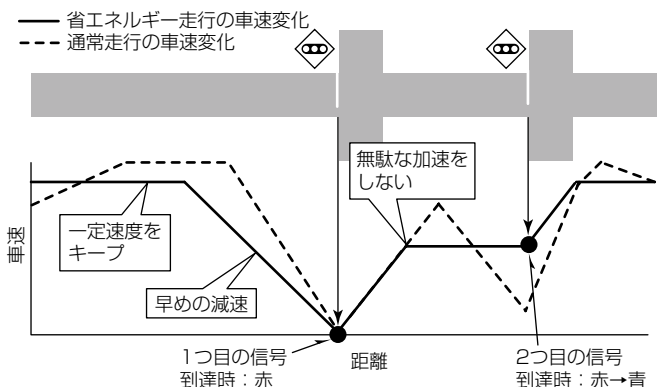 省エネルギー走行の車速変化
通常走行の車速変化
無駄な加速を
しない
一定速度を
キープ
早めの減速
車速
距離
1つ目の信号
到達時：赤
2つ目の信号
到達時：赤→青